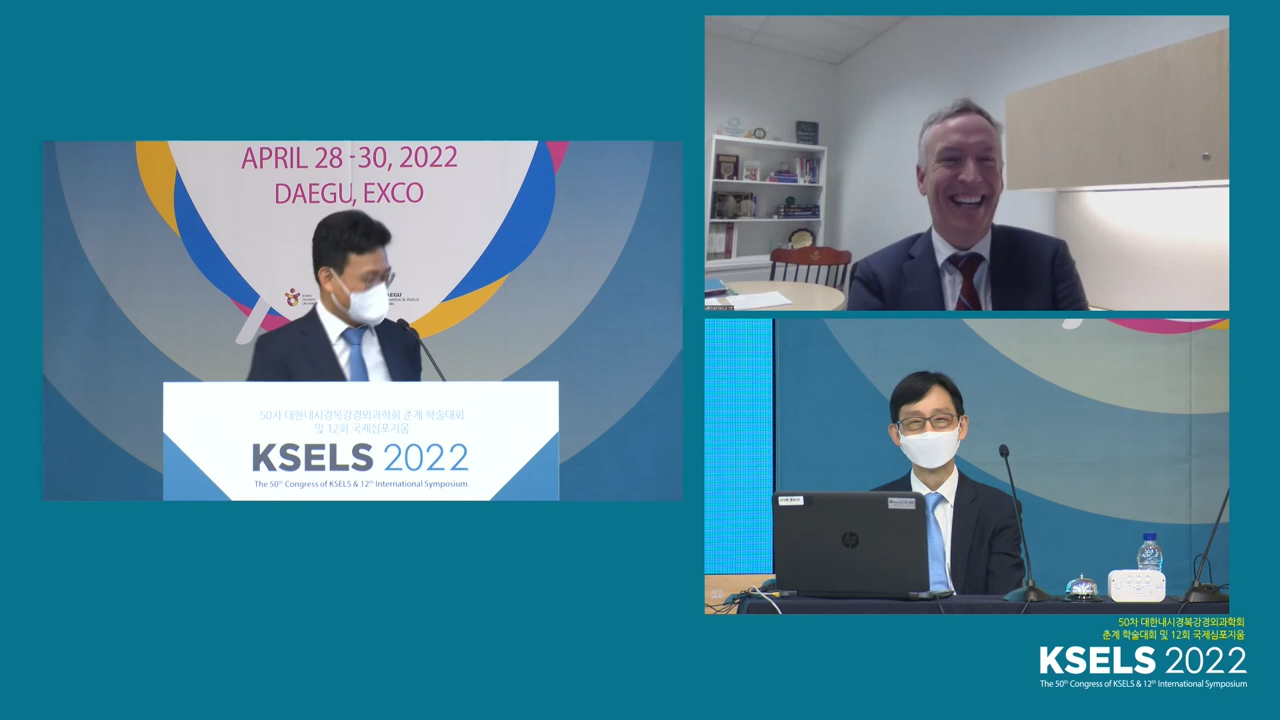 APRIL 28 -30, 2022
DAEGU, EXCO
50차 대한내시경복강경외과학회 춘계 학술대회
및 12회 국제심포지움
KSELS 2022
The 50th Congress of KSELS & 12th International Symposium
hp
50차 대한내시경복강경외과학회
춘계 학술대회 및 12회 국제심포지움
KSELS 2022
The 50th Congress of KSELS & 12th International Symposium